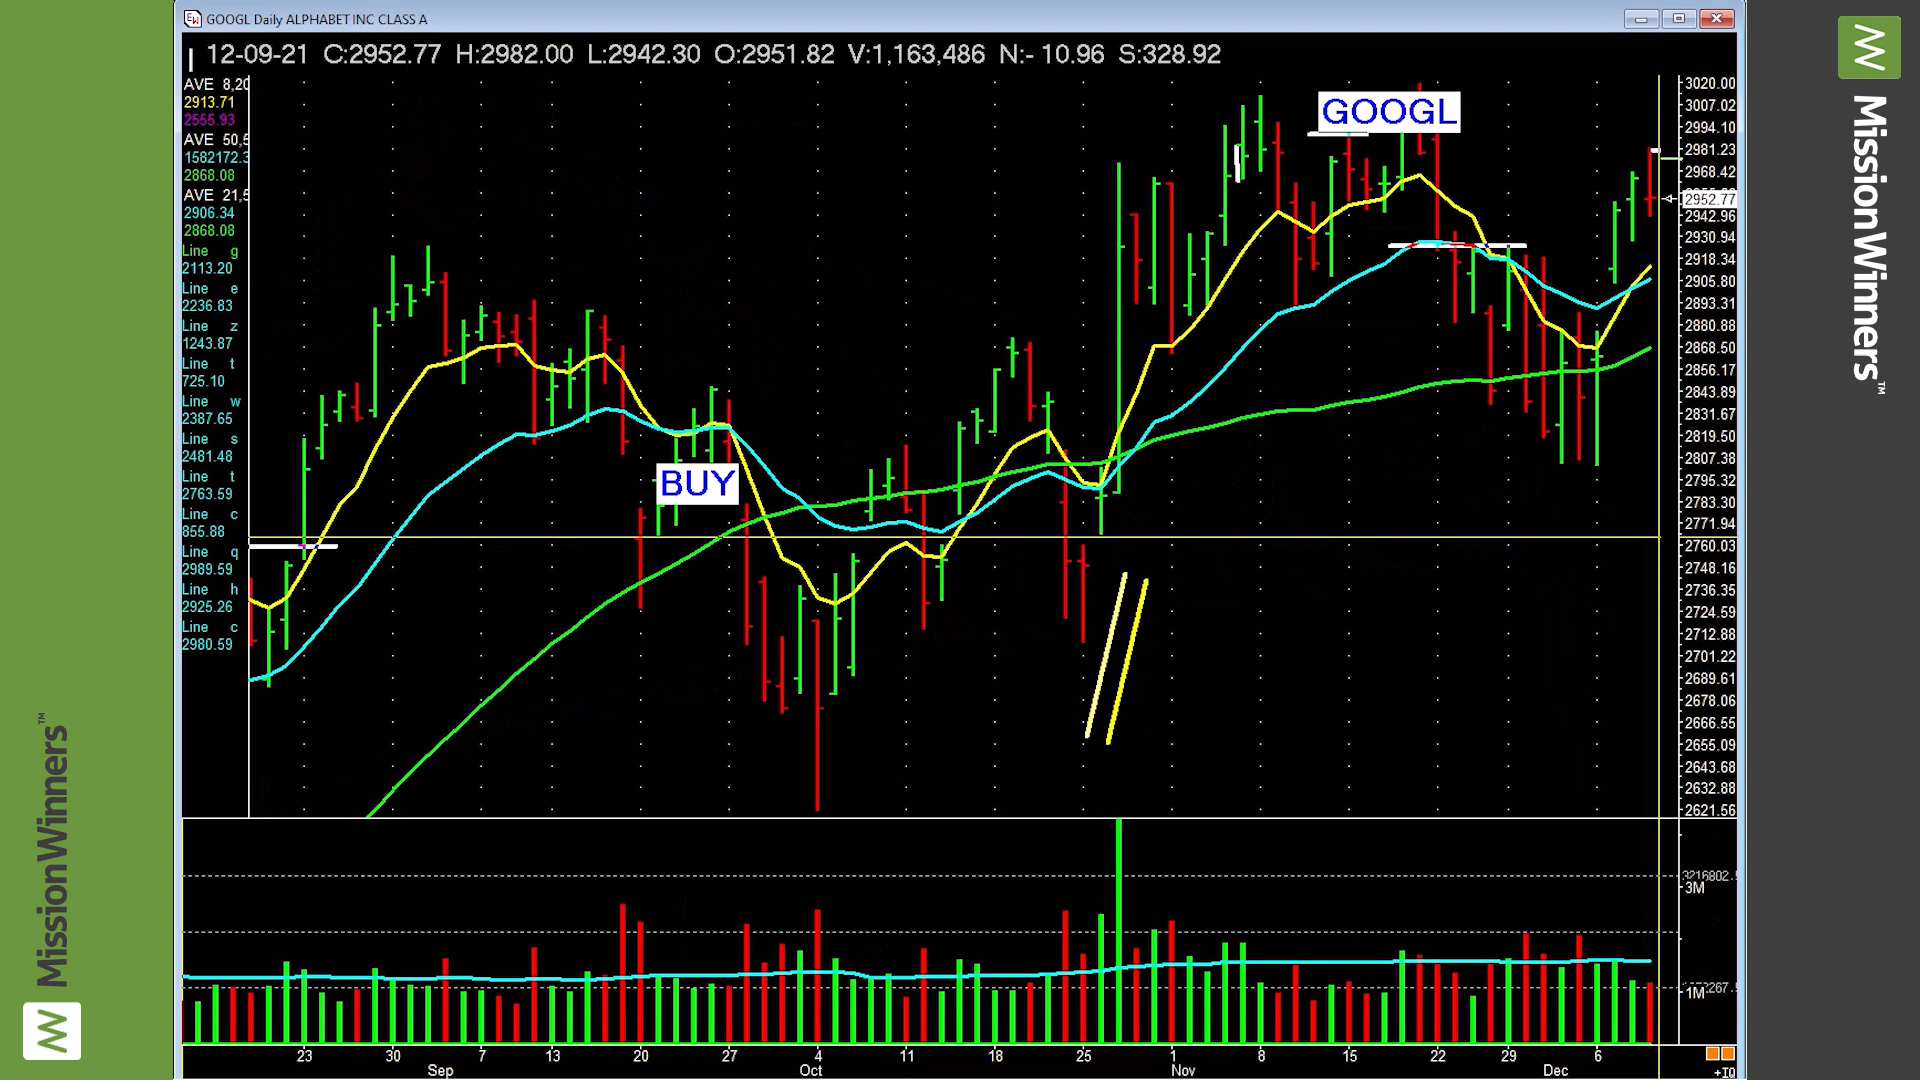 GOOGL Daily ALPHABET INC CLASS A
12-09-21 C:2952.77 H:2982.00 L:2942.30 O:2951.82 V:1,163,486 N:- 10.96 S:328.92
AVE 8,20
2913.71
2555.93
AVE 50,5
1582172.3
2868.08
AVE 21,5
2906.34
2868.08
Line g
2113.20
Line e
2236.83
Line z
1243.87
Line t
725.10
Line w
2387.65
Line s
2481.48
Line t
2763.59
Line c
855.88
Line q
2989.59
Line h
2925.26
Line c
2980.59
GOOGL
BUY
3020.00
3007.02
2994.10
2981.23
2968.42
2952.77
2942.96
2930.94
2918.34
2905.80
2893.31
2880.88
2868.50
2856.17
2843.89
2831.67
2819.50
2807.38
2795.32
2783.30
2771.94
2760.03
2748.16
2736.35
2724.59
2712.88
2701.22
2689.61
2678.06
2666.55
2655.09
2643.68
2632.88
2621.56
3216802.
3M
1M
23 30 7 13 20 27 4 11 18 25 1 8 15 22 29 6
Sep Oct Nov Dec
+IQ
MissionWinners™
MissionWinners™